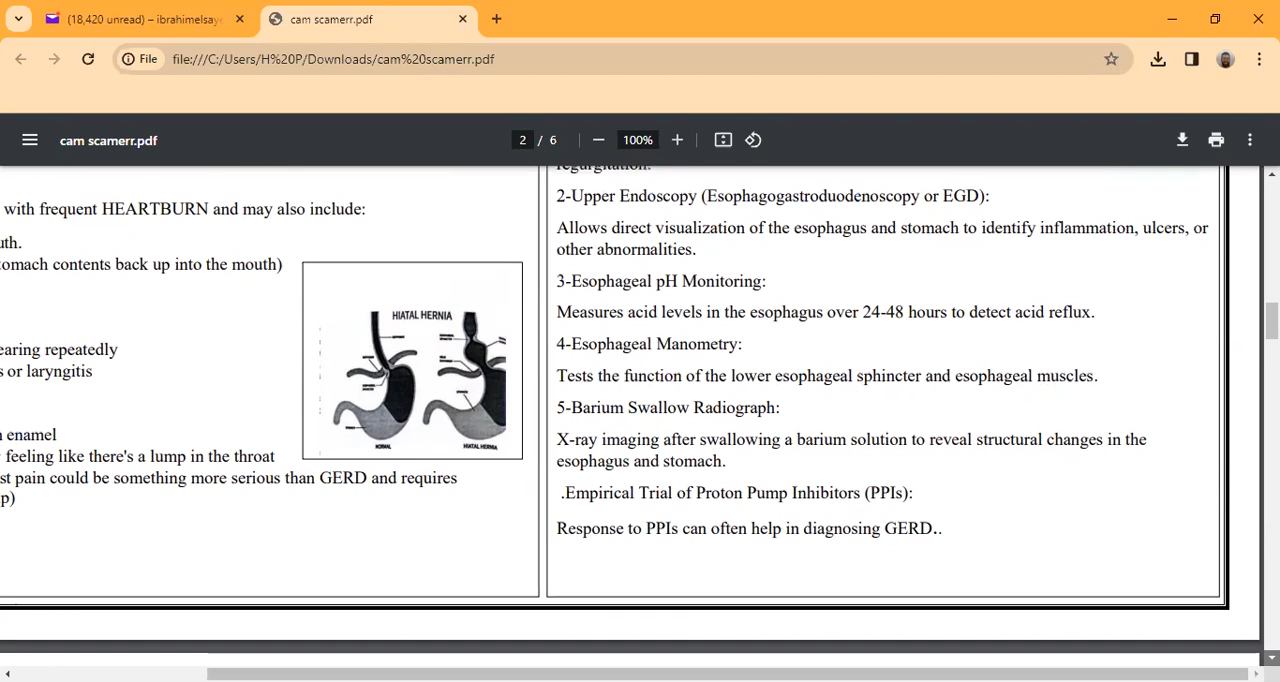 (18,420 unread) – ibrahimelsaye
cam scamerr.pdf
File
file:///C:/Users/H%20P/Downloads/cam%20scamerr.pdf
cam scamerr.pdf
2 / 6
100%
with frequent HEARTBURN and may also include:
uth.
tomach contents back up into the mouth)
earing repeatedly
s or laryngitis
n enamel
feeling like there's a lump in the throat
st pain could be something more serious than GERD and requires
p)
HIATAL HERNIA
NORMAL
HIATAL HERNIA
regurgitation.
2-Upper Endoscopy (Esophagogastroduodenoscopy or EGD):
Allows direct visualization of the esophagus and stomach to identify inflammation, ulcers, or
other abnormalities.
3-Esophageal pH Monitoring:
Measures acid levels in the esophagus over 24-48 hours to detect acid reflux.
4-Esophageal Manometry:
Tests the function of the lower esophageal sphincter and esophageal muscles.
5-Barium Swallow Radiograph:
X-ray imaging after swallowing a barium solution to reveal structural changes in the
esophagus and stomach.
.Empirical Trial of Proton Pump Inhibitors (PPIs):
Response to PPIs can often help in diagnosing GERD..